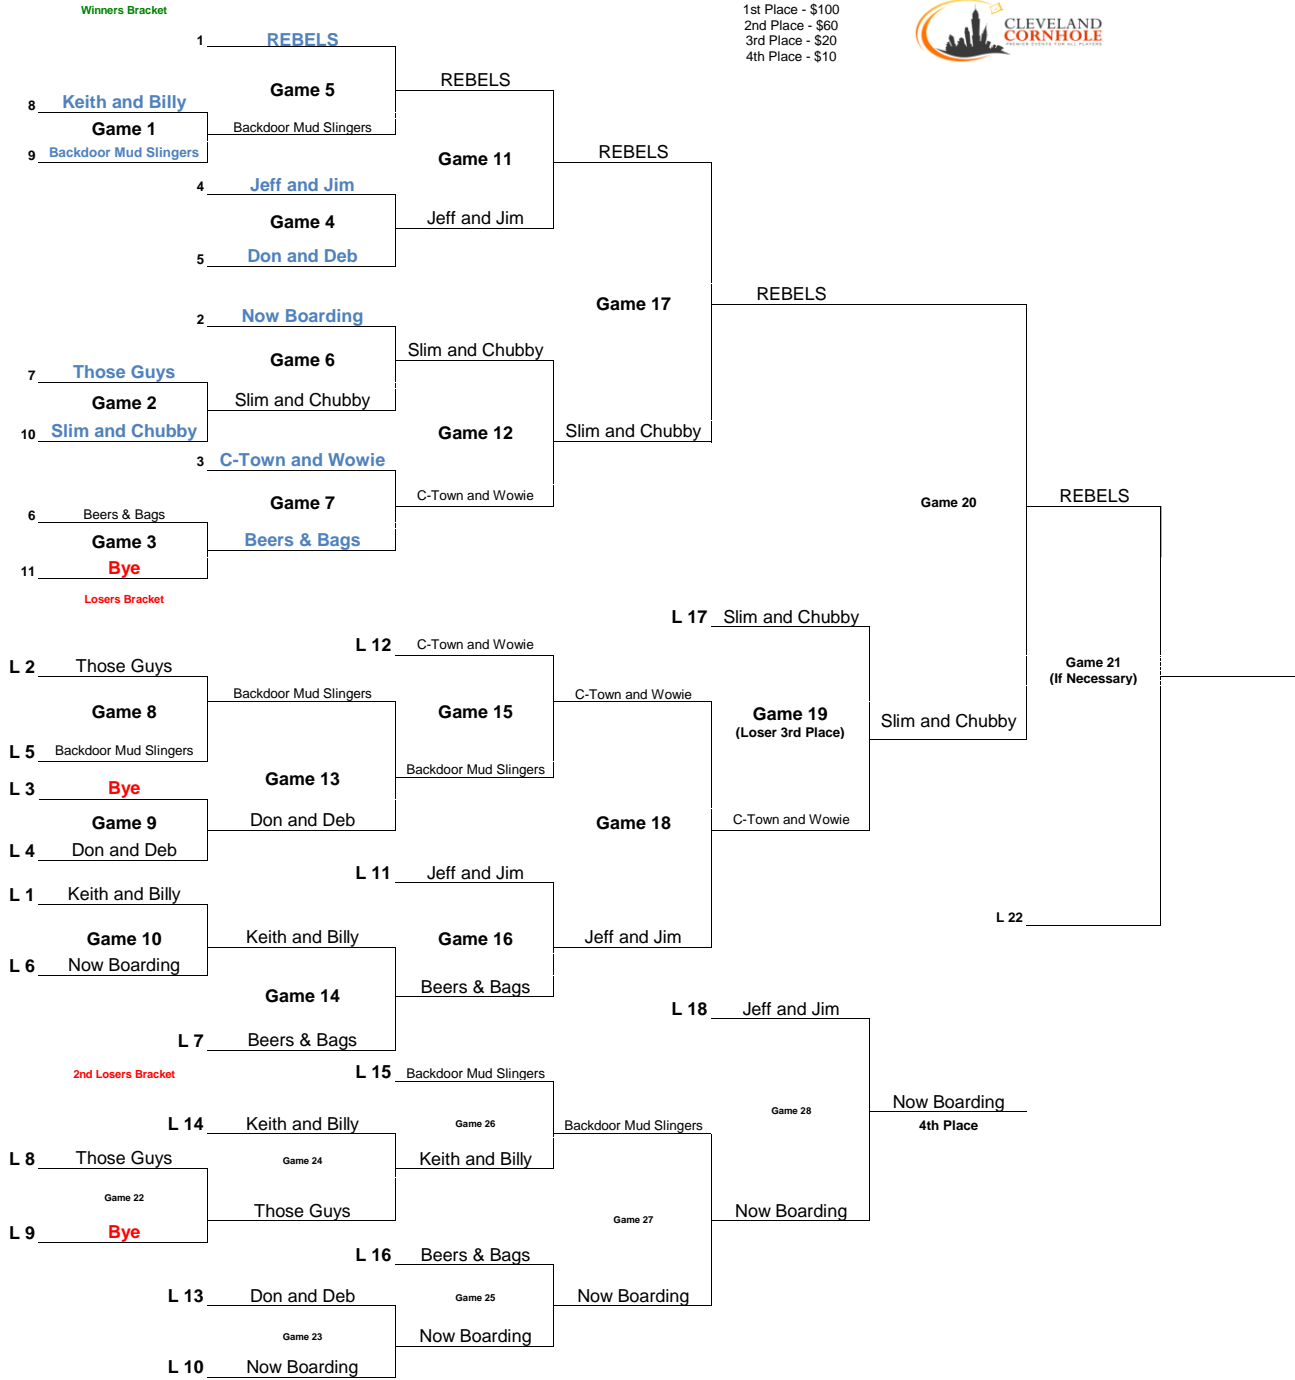 Winners Bracket
1st Place - $100
2nd Place - $60
3rd Place - $20
4th Place - $10
CLEVELAND
CORNHOLE
PREMIER EVENTS FOR ALL PLAYERS
1 REBELS
Game 5
REBELS
8 Keith and Billy
Game 1
Backdoor Mud Slingers
9 Backdoor Mud Slingers
Game 11
REBELS
4 Jeff and Jim
Game 4
Jeff and Jim
5 Don and Deb
Game 17
REBELS
2 Now Boarding
Game 6
Slim and Chubby
7 Those Guys
Game 2
Slim and Chubby
10 Slim and Chubby
Game 12
Slim and Chubby
3 C-Town and Wowie
Game 7
C-Town and Wowie
6 Beers & Bags
Game 3
Beers & Bags
11 Bye
Game 20
REBELS
Losers Bracket
L 17 Slim and Chubby
L 12 C-Town and Wowie
L 2 Those Guys
Game 8
Backdoor Mud Slingers
L 5 Backdoor Mud Slingers
Game 15
C-Town and Wowie
Game 19
(Loser 3rd Place)
Slim and Chubby
Game 21
(If Necessary)
Game 13
Backdoor Mud Slingers
L 3 Bye
Game 9
Don and Deb
L 4 Don and Deb
Game 18
C-Town and Wowie
L 11 Jeff and Jim
L 1 Keith and Billy
Game 10
Keith and Billy
L 6 Now Boarding
Game 16
Jeff and Jim
L 22
Game 14
Beers & Bags
L 7 Beers & Bags
L 18 Jeff and Jim
2nd Losers Bracket
L 15 Backdoor Mud Slingers
Game 28
Now Boarding
4th Place
L 14 Keith and Billy
Game 26
Backdoor Mud Slingers
L 8 Those Guys
Game 24
Keith and Billy
Game 22
Those Guys
L 9 Bye
Game 27
Now Boarding
L 16 Beers & Bags
L 13 Don and Deb
Game 25
Now Boarding
Game 23
Now Boarding
L 10 Now Boarding